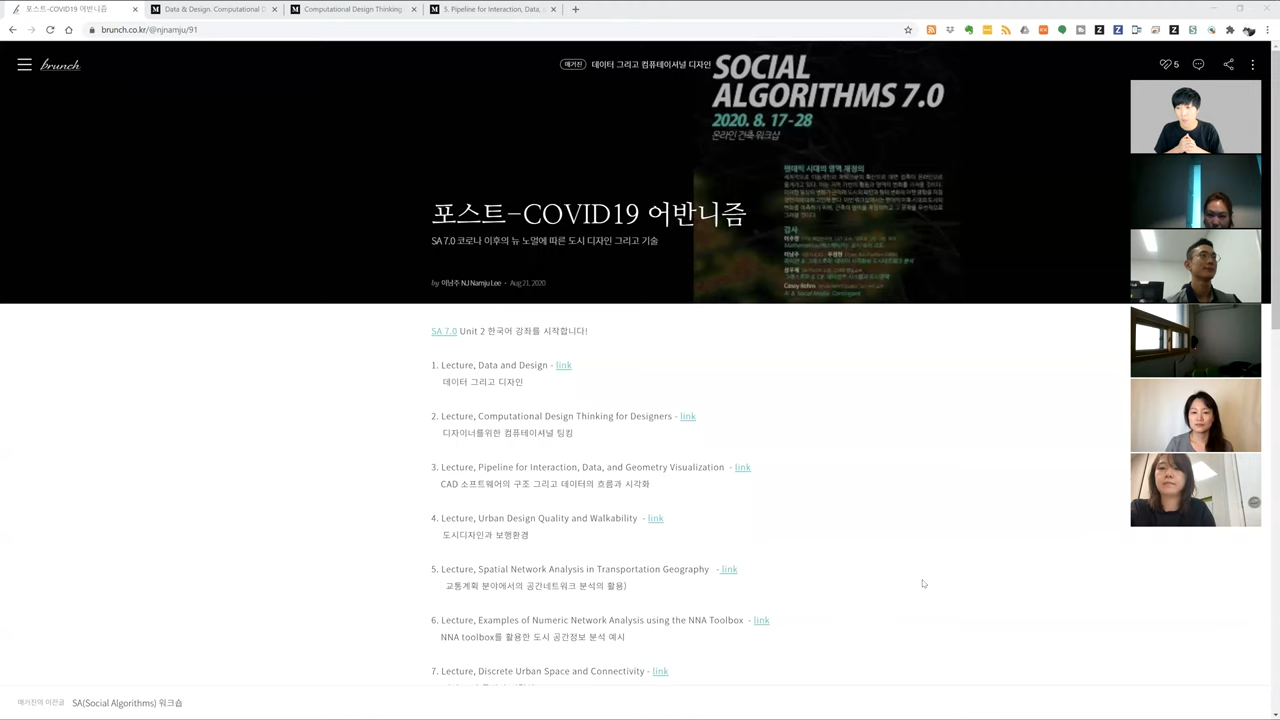 포스트-COVID19 어반니즘
Data & Design. Computational D
Computational Design Thinking
5. Pipeline for Interaction, Data,
brunch.co.kr/@njnamju/91
brunch
매거진
데이터 그리고 컴퓨테이셔널 디자인
5
SOCIAL
ALGORITHMS 7.0
2020. 8. 17-28
온라인 건축 워크샵
팬데믹 시대의 영역 재정의
강사
포스트-COVID19 어반니즘
SA 7.0 코로나 이후의 뉴 노멀에 따른 도시 디자인 그리고 기술
by 이남주 NJ Namju Lee · Aug 21, 2020
SA 7.0 Unit 2 한국어 강좌를 시작합니다!
1. Lecture, Data and Design - link
데이터 그리고 디자인
2. Lecture, Computational Design Thinking for Designers - link
디자이너를위한 컴퓨테이셔널 팅킹
3. Lecture, Pipeline for Interaction, Data, and Geometry Visualization - link
CAD 소프트웨어의 구조 그리고 데이터의 흐름과 시각화
4. Lecture, Urban Design Quality and Walkability - link
도시디자인과 보행환경
5. Lecture, Spatial Network Analysis in Transportation Geography - link
교통계획 분야에서의 공간네트워크 분석의 활용)
6. Lecture, Examples of Numeric Network Analysis using the NNA Toolbox - link
NNA toolbox를 활용한 도시 공간정보 분석 예시
7. Lecture, Discrete Urban Space and Connectivity - link
매거진의 이전글
SA(Social Algorithms) 워크숍